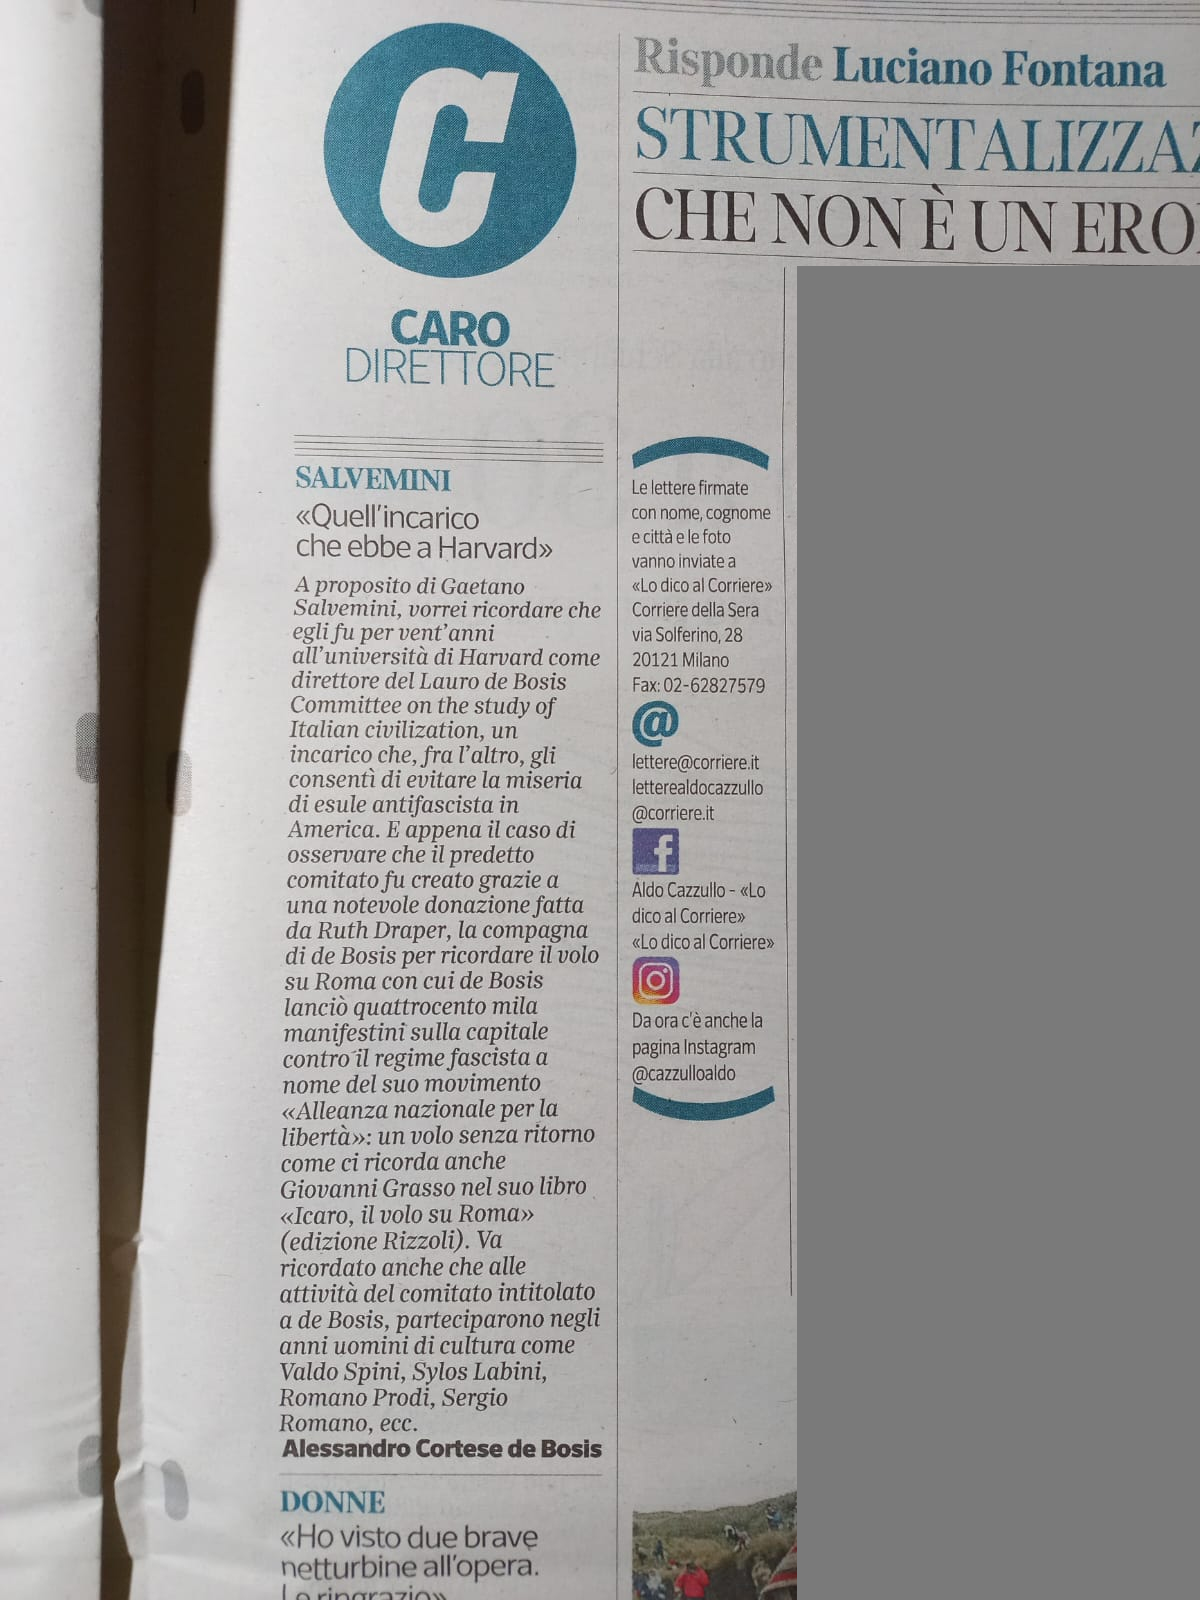 C
CARO
DIRETTORE
SALVEMINI
«Quell'incarico
che ebbe a Harvard»
A proposito di Gaetano
Salvemini, vorrei ricordare che
egli fu per vent'anni
all'università di Harvard come
direttore del Lauro de Bosis
Committee on the study of
Italian civilization, un
incarico che, fra l'altro, gli
consentì di evitare la miseria
di esule antifascista in
America. E appena il caso di
osservare che il predetto
comitato fu creato grazie a
una notevole donazione fatta
da Ruth Draper, la compagna
di de Bosis per ricordare il volo
su Roma con cui de Bosis
lanciò quattrocento mila
manifestini sulla capitale
contro il regime fascista a
nome del suo movimento
«Alleanza nazionale per la
libertà»: un volo senza ritorno
come ci ricorda anche
Giovanni Grasso nel suo libro
«Icaro, il volo su Roma»
(edizione Rizzoli). Va
ricordato anche che alle
attività del comitato intitolato
a de Bosis, parteciparono negli
anni uomini di cultura come
Valdo Spini, Sylos Labini,
Romano Prodi, Sergio
Romano, ecc.
Alessandro Cortese de Bosis
DONNE
«Ho visto due brave
netturbine all'opera.
Le ringrazio»
Risponde Luciano Fontana
STRUMENTALIZZAZ
CHE NON È UN ERO
Le lettere firmate
con nome, cognome
e città e le foto
vanno inviate a
«Lo dico al Corriere»
Corriere della Sera
via Solferino, 28
20121 Milano
Fax: 02-62827579
@
lettere@corriere.it
letterealdocazzullo
@corriere.it
f
Aldo Cazzullo - «Lo
dico al Corriere»
«Lo dico al Corriere»
Da ora c'è anche la
pagina Instagram
@cazzulloaldo